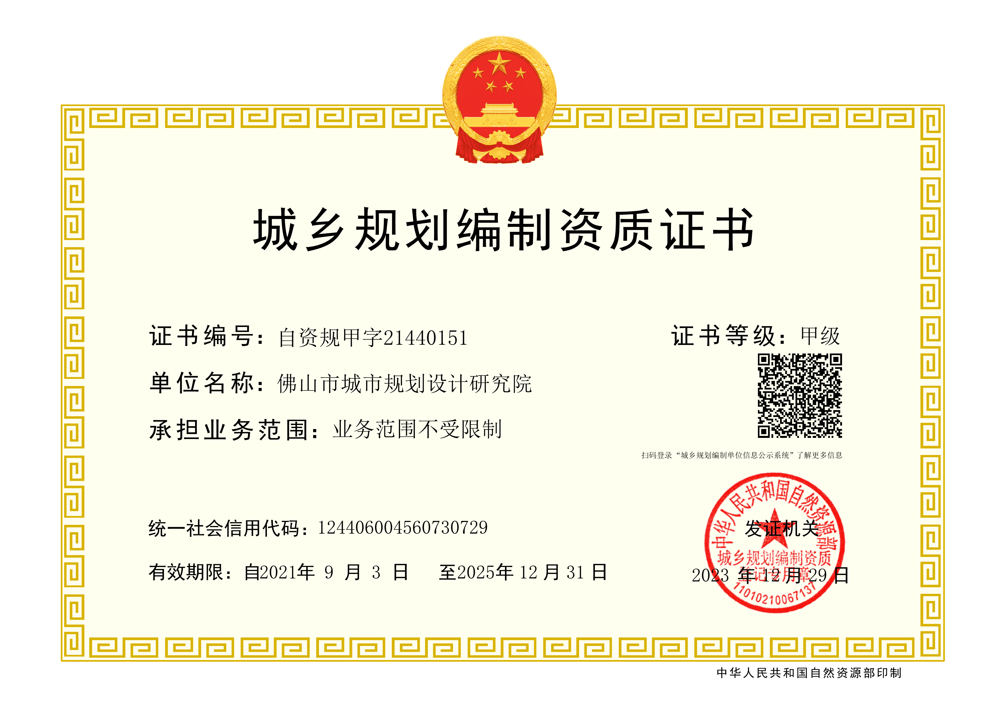 城乡规划编制资质证书
证书编号：自资规甲字21440151
证书等级：甲级
单位名称：佛山市城市规划设计研究院
承担业务范围：业务范围不受限制
扫码登录“城乡规划编制单位信息公示系统”了解更多信息
中华人民共和国自然资源部
统一社会信用代码：124406004560730729
发证机关
城乡规划编制资质
登记专用章
有效期限：自2021年 9 月 3 日 至2025年 12 月 31 日
2023 年 12 月 29 日
11010210067137
中华人民共和国自然资源部印制